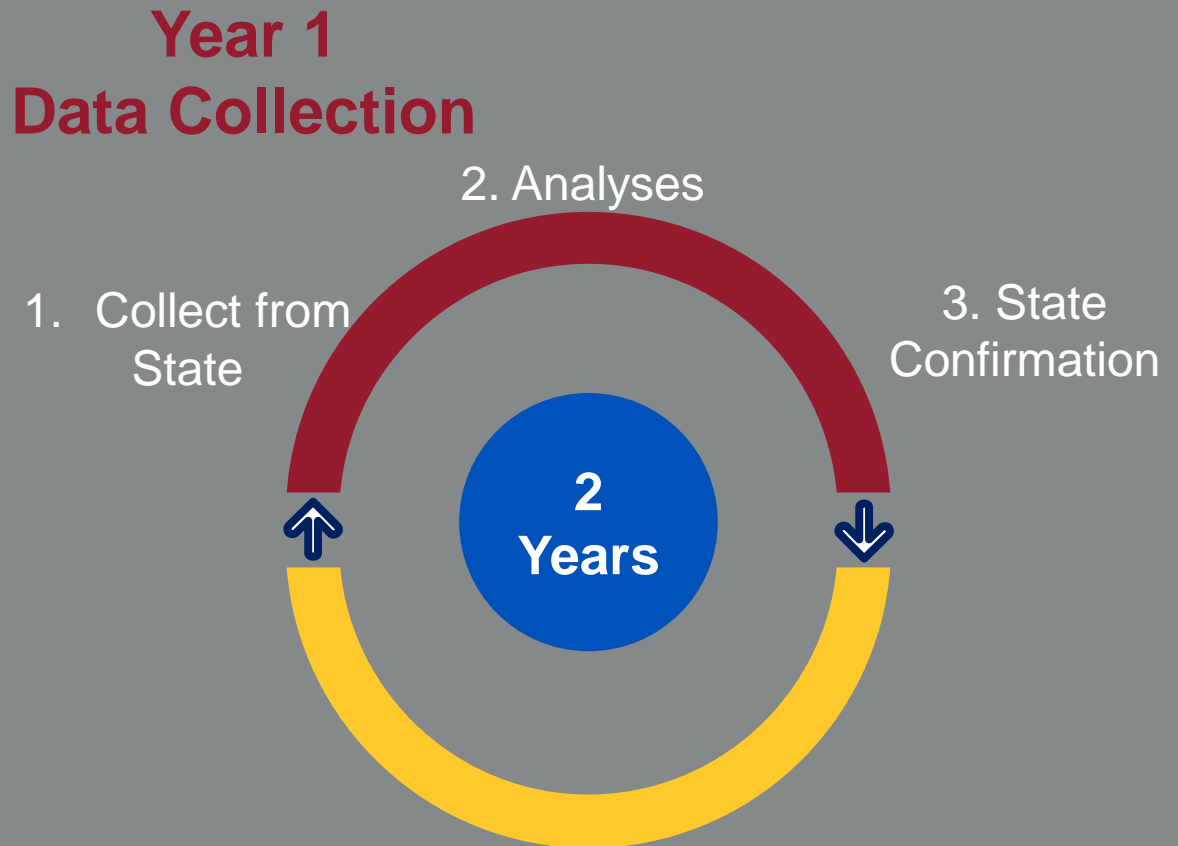 Year 1
Data Collection
2. Analyses
1. Collect from
State
3. State
Confirmation
2
Years